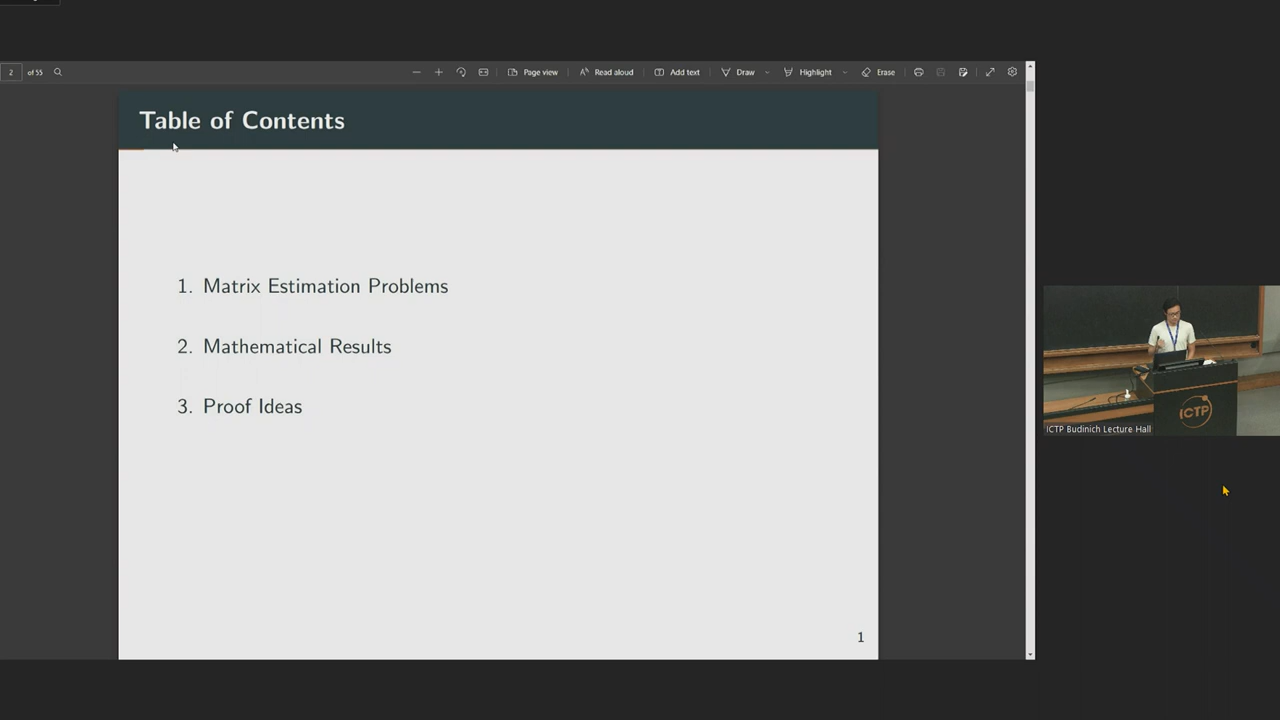 2 of 55 Page view Read aloud Add text Draw Highlight Erase
Table of Contents
1. Matrix Estimation Problems
2. Mathematical Results
3. Proof Ideas
1
ICTP
ICTP Budinich Lecture Hall